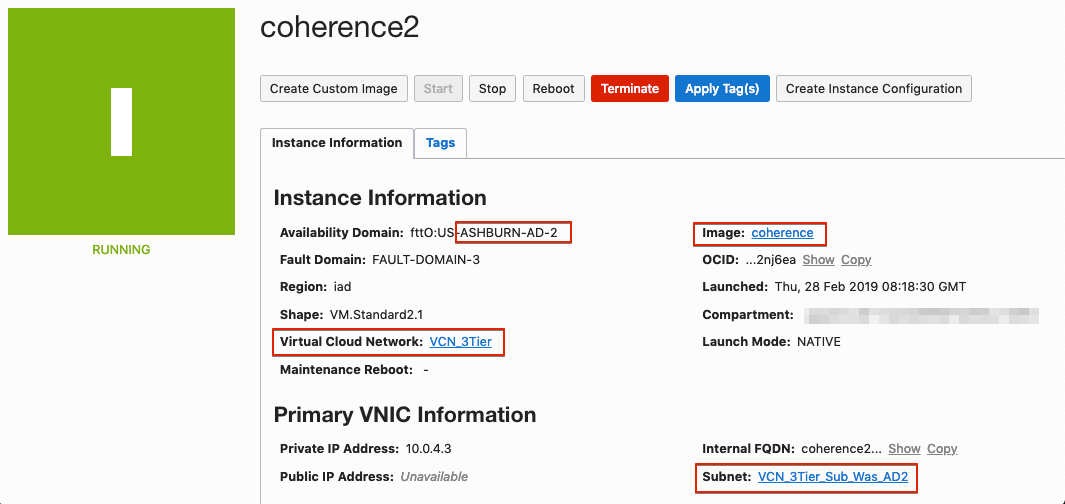 coherence2
Create Custom Image Start Stop Reboot Terminate Apply Tag(s) Create Instance Configuration
Instance Information Tags
Instance Information
Availability Domain: fttO:US-ASHBURN-AD-2 Image: coherence
Fault Domain: FAULT-DOMAIN-3 OCID: ...2nj6ea Show Copy
Region: iad Launched: Thu, 28 Feb 2019 08:18:30 GMT
Shape: VM.Standard2.1 Compartment:
Virtual Cloud Network: VCN_3Tier Launch Mode: NATIVE
Maintenance Reboot: -
Primary VNIC Information
Private IP Address: 10.0.4.3 Internal FQDN: coherence2... Show Copy
Public IP Address: Unavailable Subnet: VCN_3Tier_Sub_Was_AD2
I
RUNNING